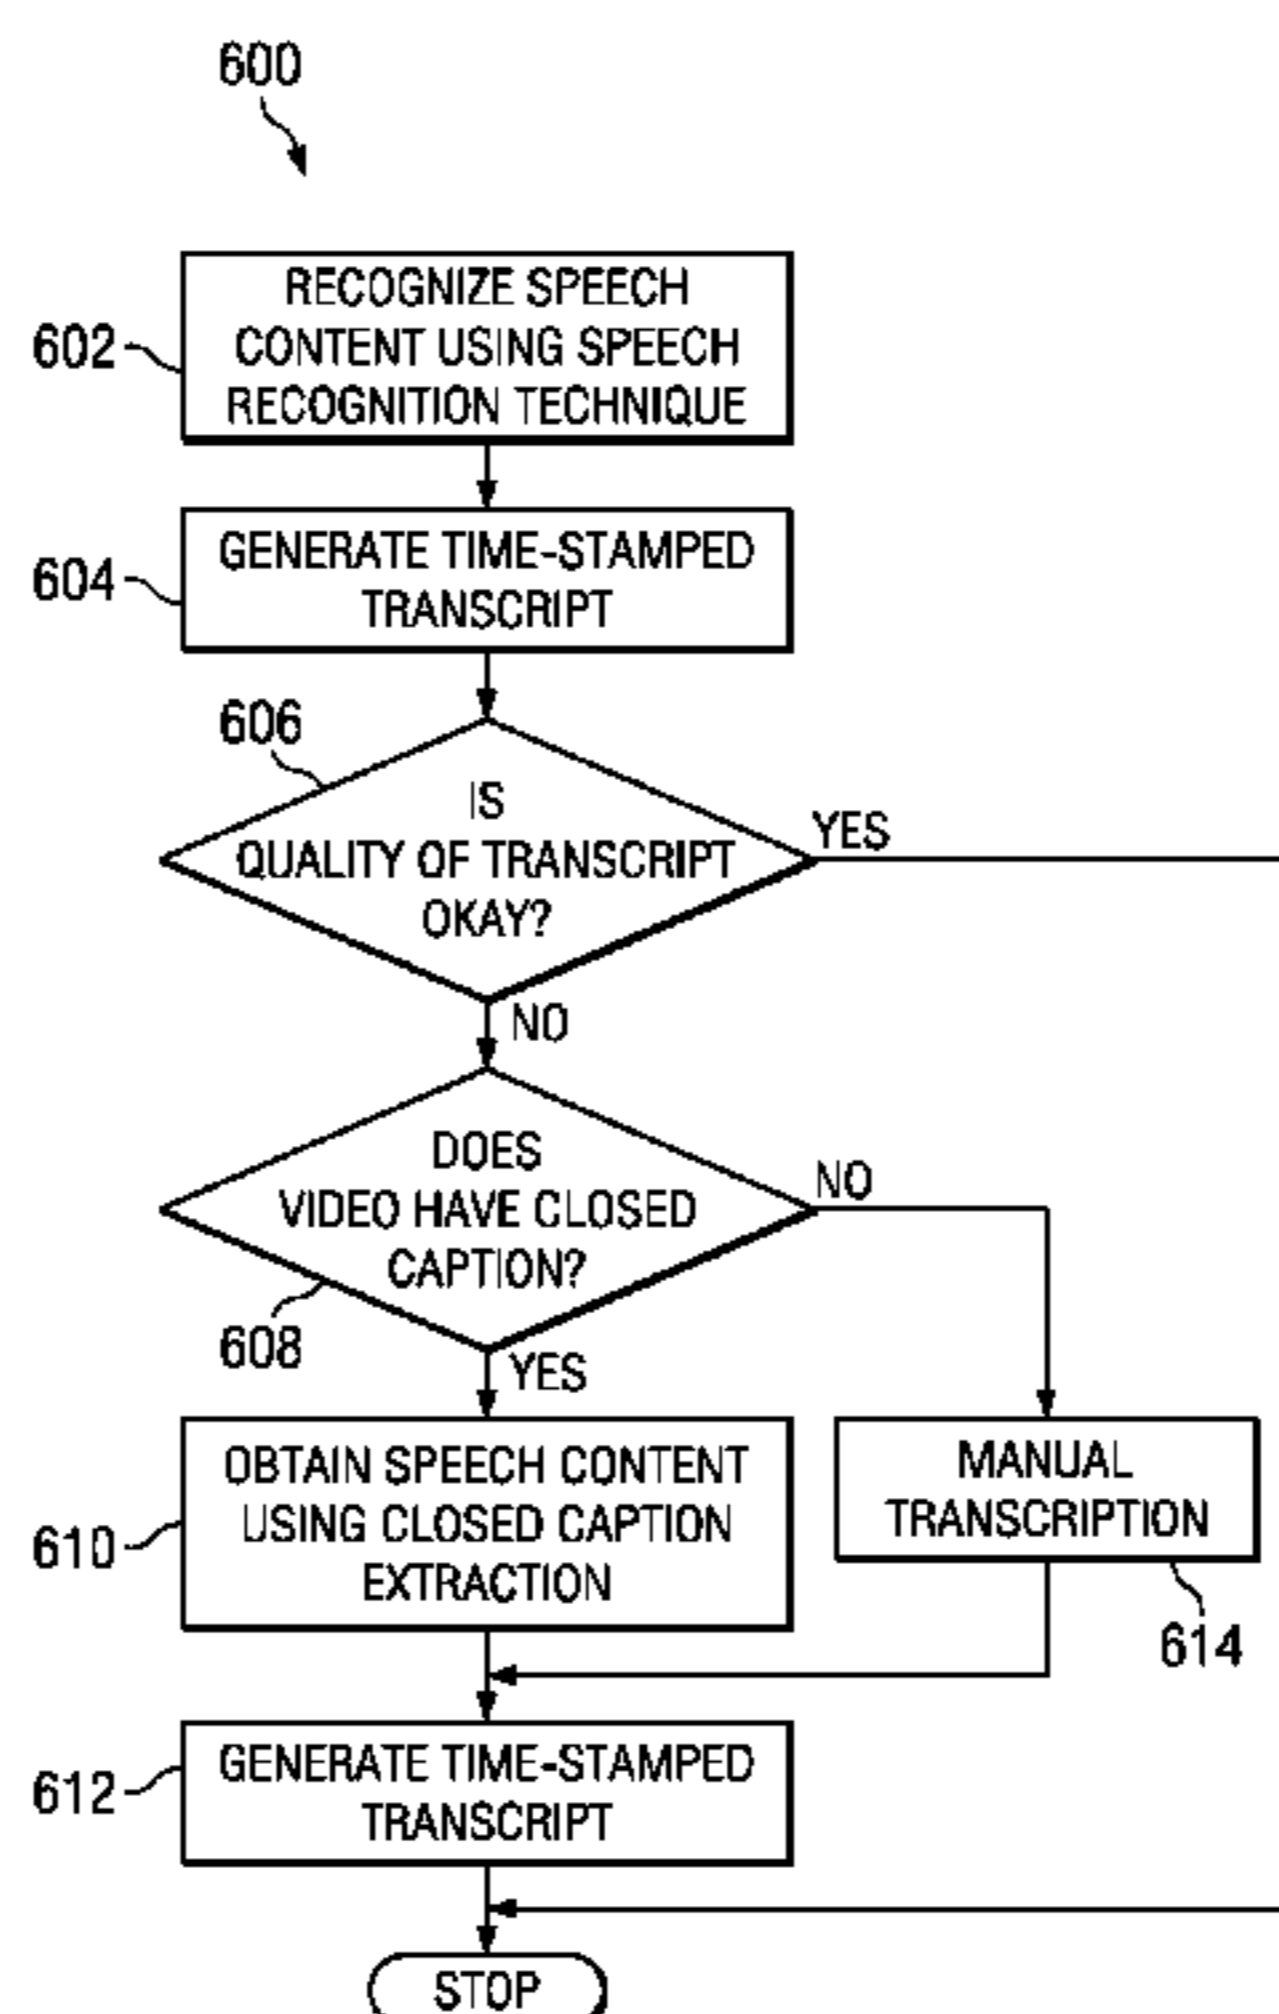 600
602
RECOGNIZE SPEECH
CONTENT USING SPEECH
RECOGNITION TECHNIQUE
604
GENERATE TIME-STAMPED
TRANSCRIPT
606
IS
QUALITY OF TRANSCRIPT
OKAY?
YES
NO
DOES
VIDEO HAVE CLOSED
CAPTION?
NO
608
YES
610
OBTAIN SPEECH CONTENT
USING CLOSED CAPTION
EXTRACTION
MANUAL
TRANSCRIPTION
614
612
GENERATE TIME-STAMPED
TRANSCRIPT
STOP